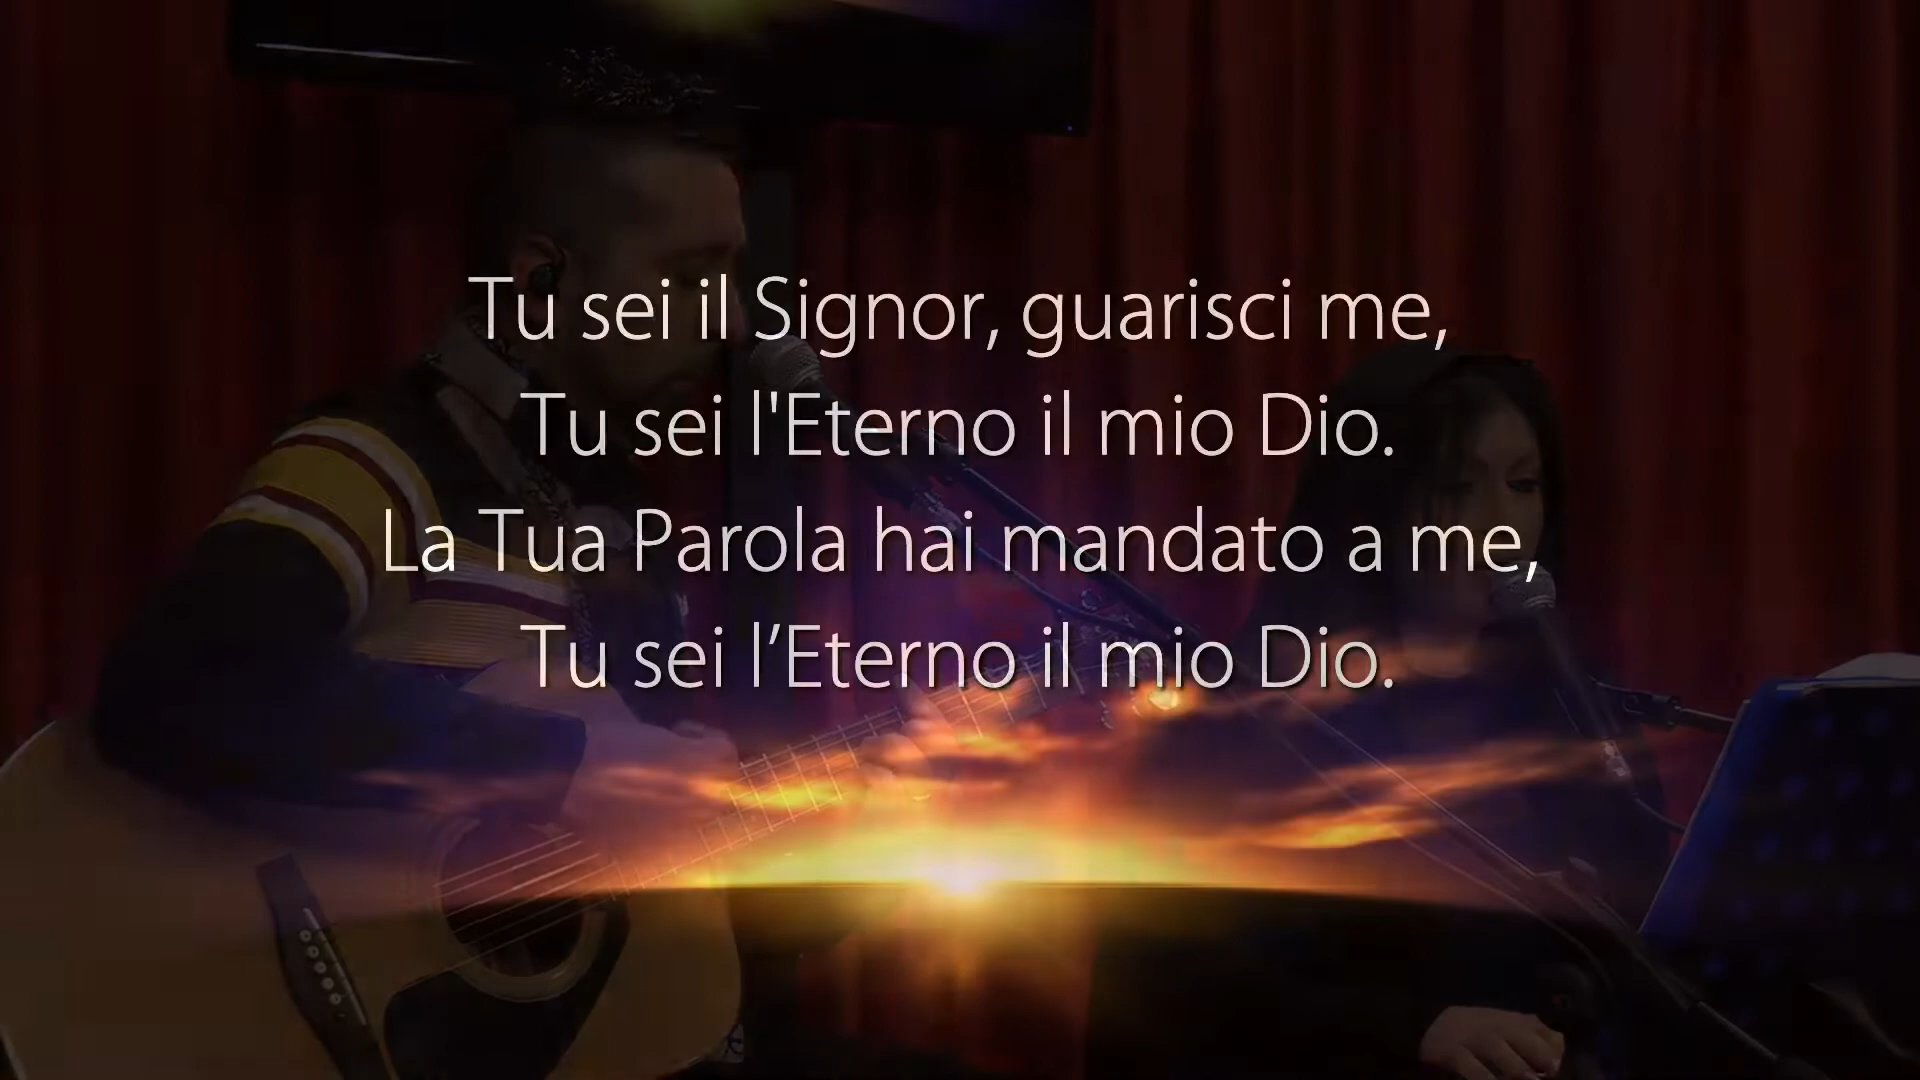 Tu sei il Signor, guarisci me,
Tu sei l'Eterno il mio Dio.
La Tua Parola hai mandato a me,
Tu sei l’Eterno il mio Dio.